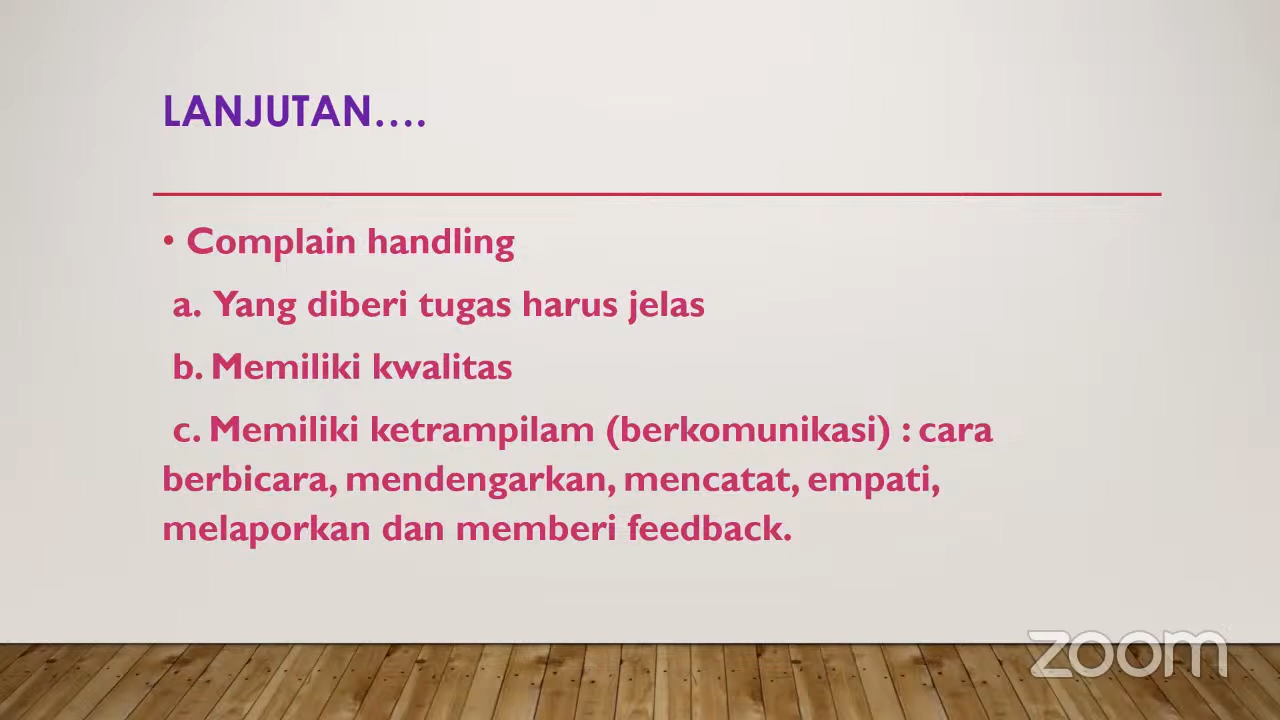 LANJUTAN....
• Complain handling
a. Yang diberi tugas harus jelas
b. Memiliki kwalitas
c. Memiliki ketrampilam (berkomunikasi) : cara
berbicara, mendengarkan, mencatat, empati,
melaporkan dan memberi feedback.
zoom